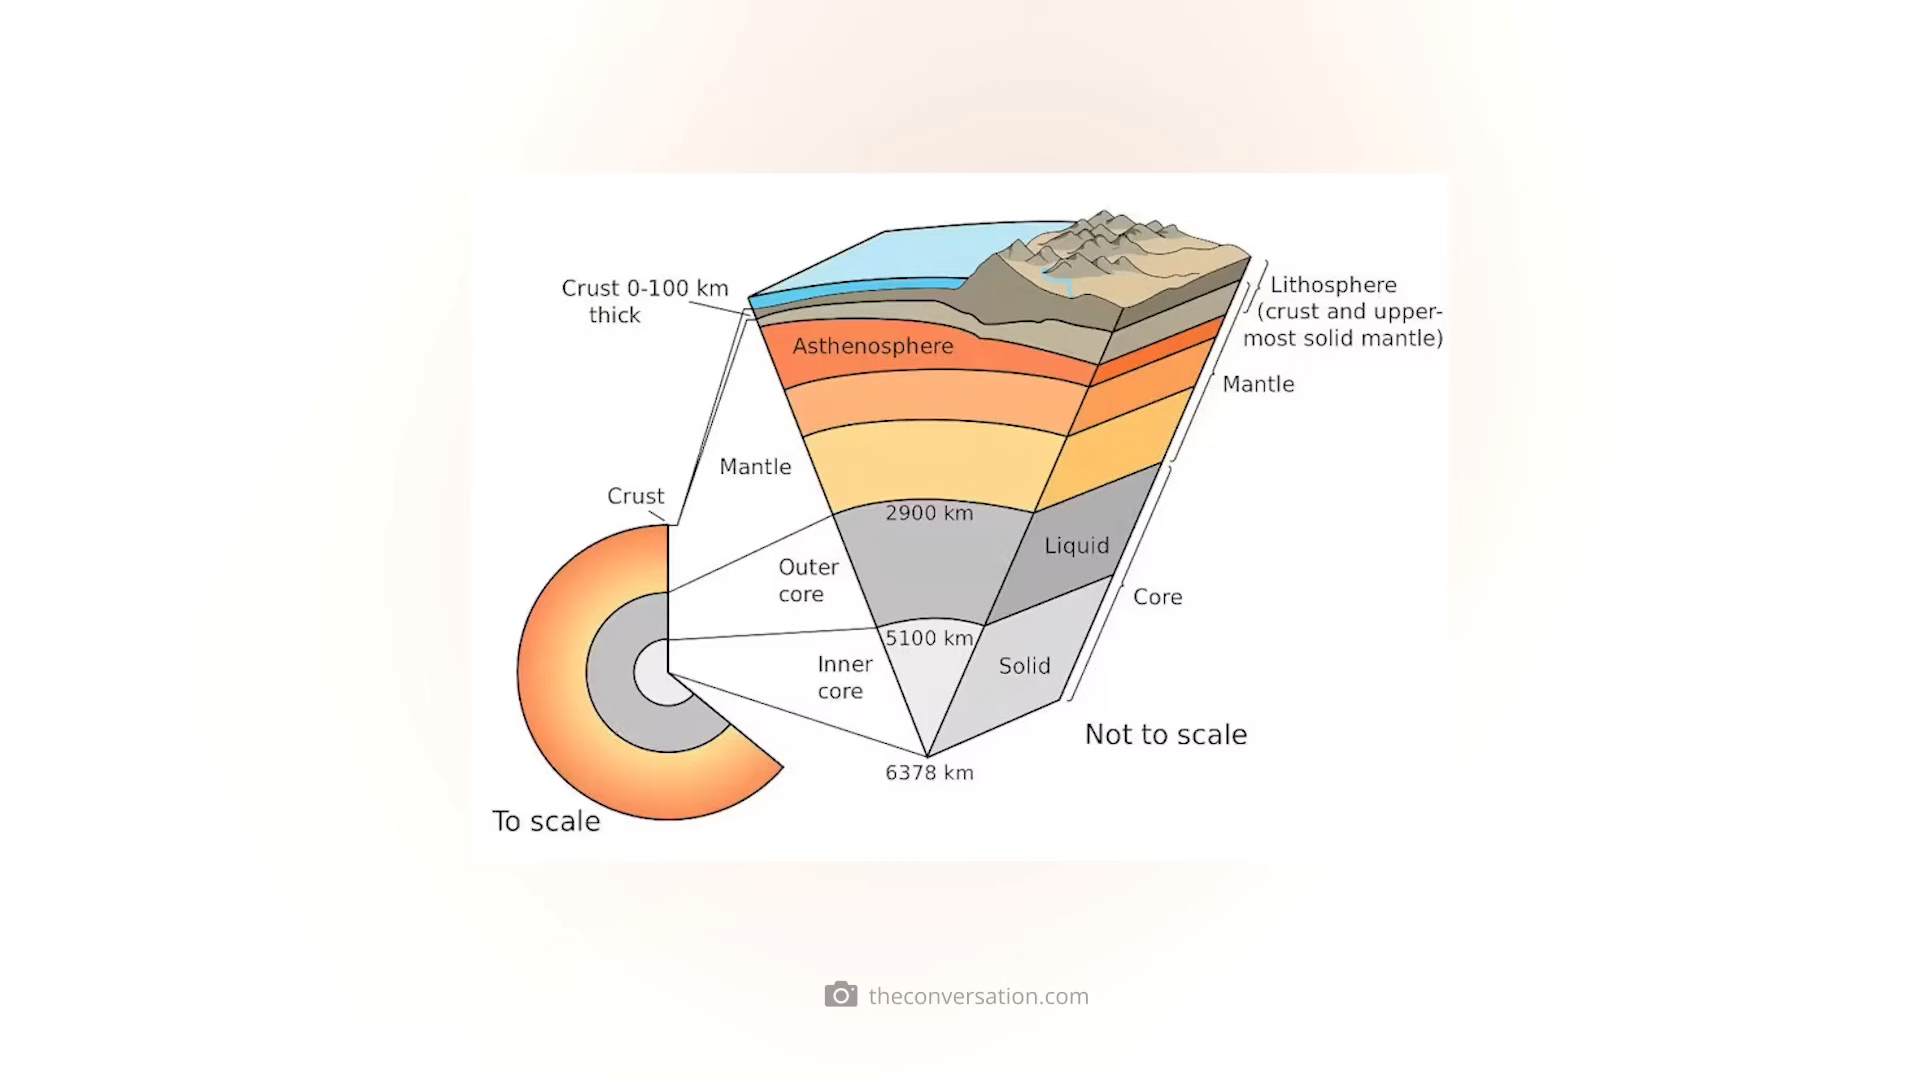 Crust 0-100 km
thick
Lithosphere
(crust and upper-
most solid mantle)
Asthenosphere
Mantle
Mantle
Crust
2900 km
Liquid
Outer
core
Core
5100 km
Inner
core
Solid
Not to scale
6378 km
To scale
theconversation.com